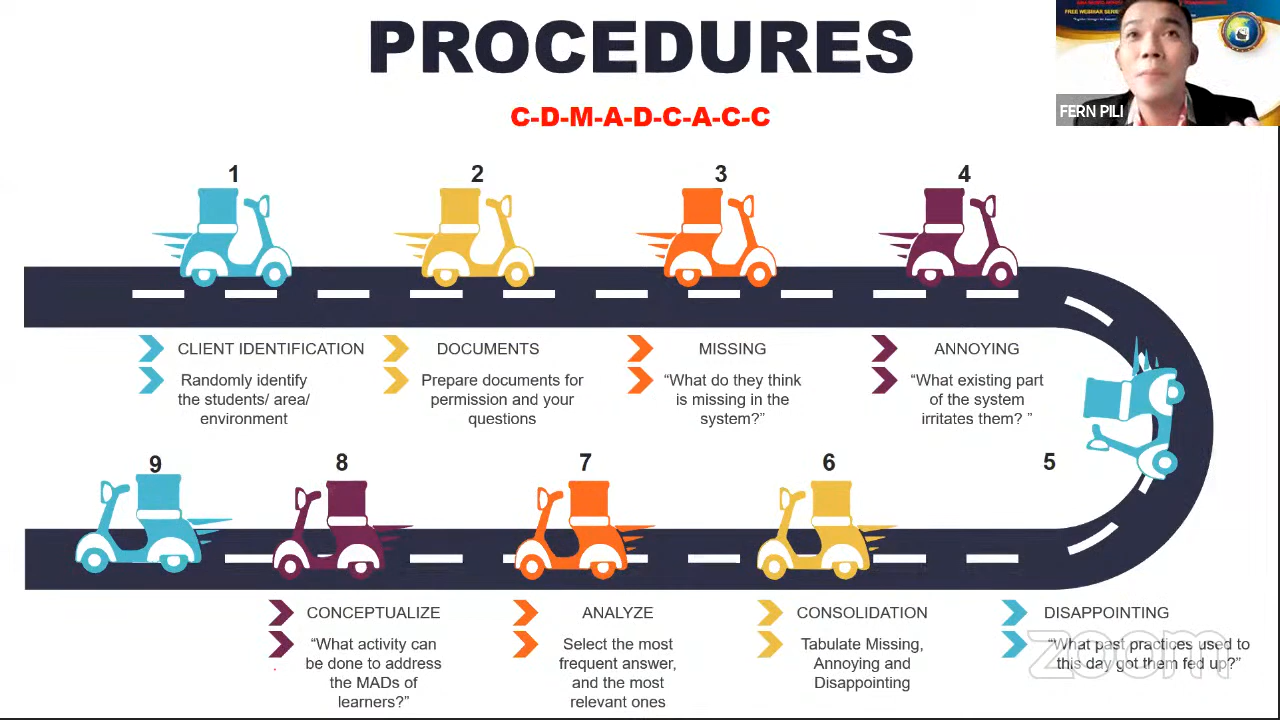 PROCEDURES
C-D-M-A-D-C-A-C-C
FREE WEBINAR SERIES
FERN PILI
1
2
3
4
CLIENT IDENTIFICATION
Randomly identify
the students/ area/
environment
DOCUMENTS
Prepare documents for
permission and your
questions
MISSING
“What do they think
is missing in the
system?”
ANNOYING
“What existing part
of the system
irritates them? ”
9
8
7
6
5
CONCEPTUALIZE
“What activity can
be done to address
the MADs of
learners?”
ANALYZE
Select the most
frequent answer,
and the most
relevant ones
CONSOLIDATION
Tabulate Missing,
Annoying and
Disappointing
DISAPPOINTING
“What past practices used to
this day got them fed up?”
zoom